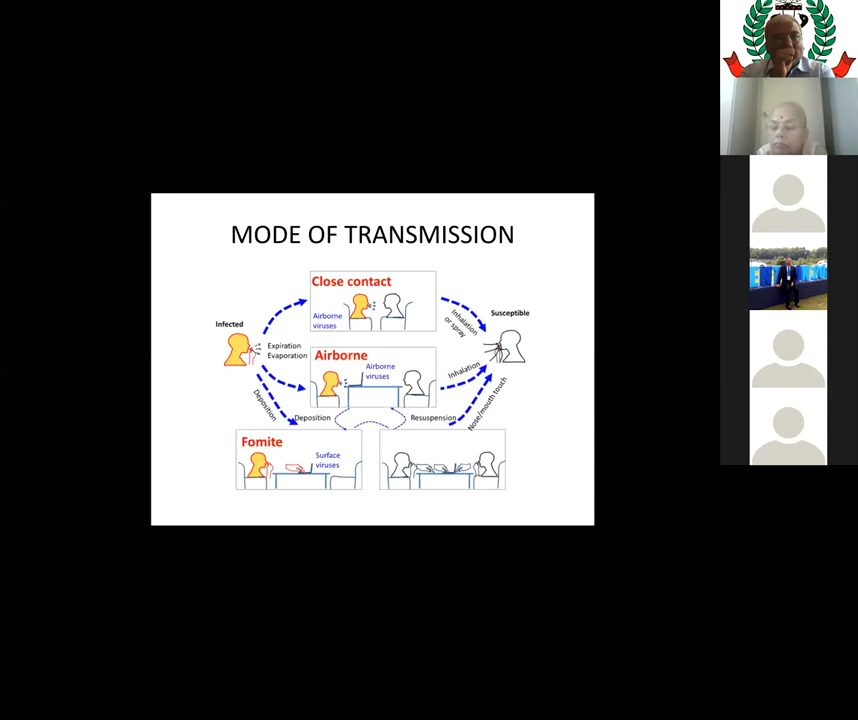 MODE OF TRANSMISSION
Close contact
Airborne
viruses
Infected
Expiration
Evaporation
Inhalation
or spray
Susceptible
Airborne
Airborne
viruses
Inhalation
Deposition
Deposition
Resuspension
Nose/mouth touch
Fomite
Surface
viruses